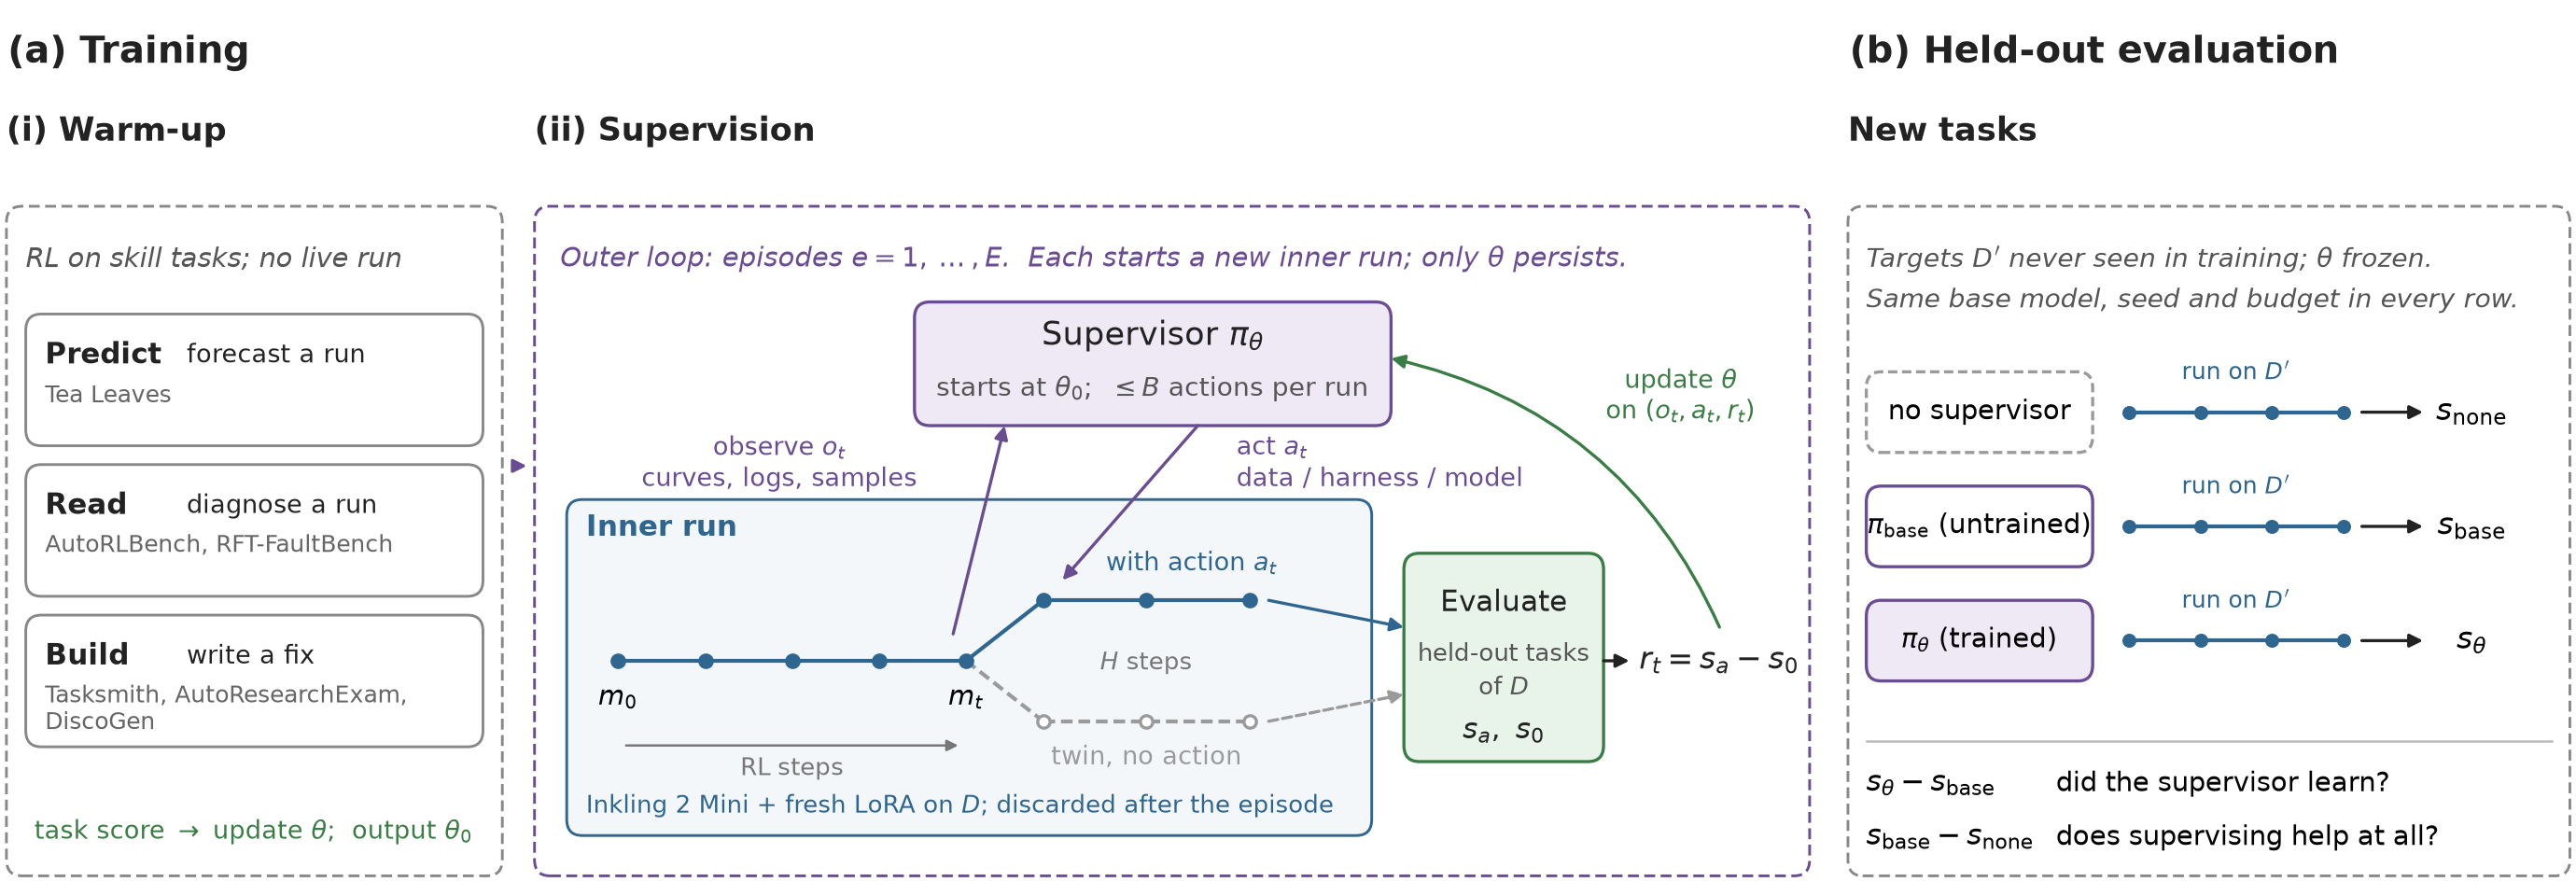 (a) Training
(i) Warm-up
RL on skill tasks; no live run
Predict forecast a run
Tea Leaves
Read diagnose a run
AutoRLBench, RFT-FaultBench
Build write a fix
Tasksmith, AutoResearchExam,
DiscoGen
task score → update θ; output θ₀
(ii) Supervision
Outer loop: episodes e = 1, …, E. Each starts a new inner run; only θ persists.
Supervisor π_θ
starts at θ₀; ≤ B actions per run
observe o_t
curves, logs, samples
act a_t
data / harness / model
update θ
on (o_t, a_t, r_t)
Inner run
with action a_t
H steps
m₀
m_t
RL steps
twin, no action
Inkling 2 Mini + fresh LoRA on D; discarded after the episode
Evaluate
held-out tasks
of D
s_a, s₀
r_t = s_a − s₀
(b) Held-out evaluation
New tasks
Targets D′ never seen in training; θ frozen.
Same base model, seed and budget in every row.
run on D′
no supervisor
s_none
run on D′
π_base (untrained)
s_base
run on D′
π_θ (trained)
s_θ
s_θ − s_base did the supervisor learn?
s_base − s_none does supervising help at all?